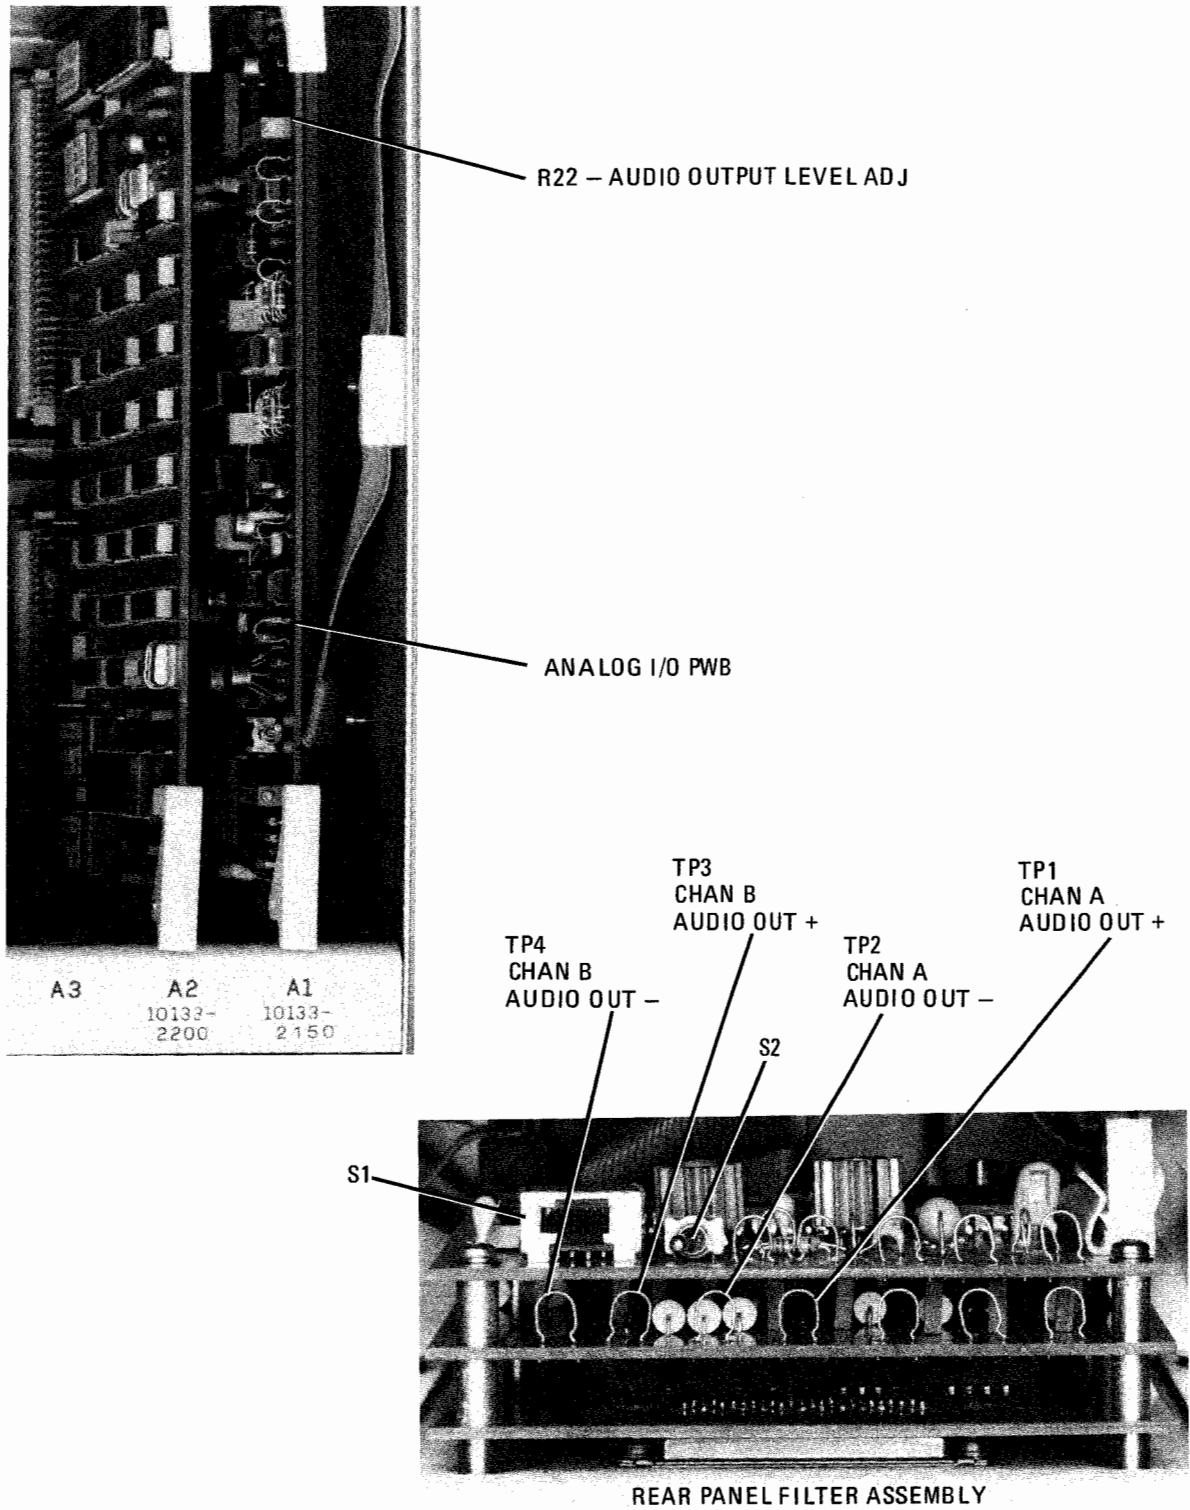 R22 – AUDIO OUTPUT LEVEL ADJ
ANALOG I/O PWB
A3
A2
10133-
2200
A1
10133-
2150
TP4
CHAN B
AUDIO OUT –
TP3
CHAN B
AUDIO OUT +
TP2
CHAN A
AUDIO OUT –
TP1
CHAN A
AUDIO OUT +
S2
S1
REAR PANEL FILTER ASSEMBLY